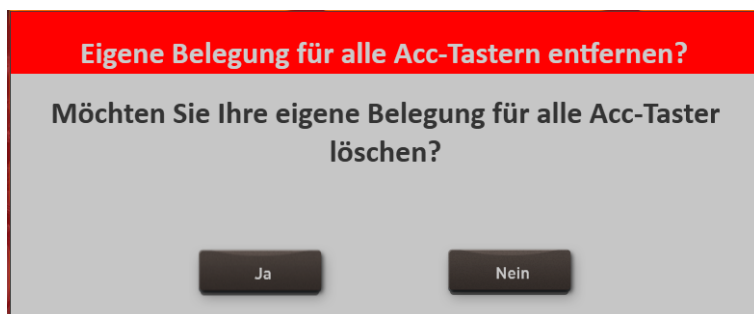 Eigene Belegung für alle Acc-Tastern entfernen?
Möchten Sie Ihre eigene Belegung für alle Acc-Taster
löschen?
Ja
Nein